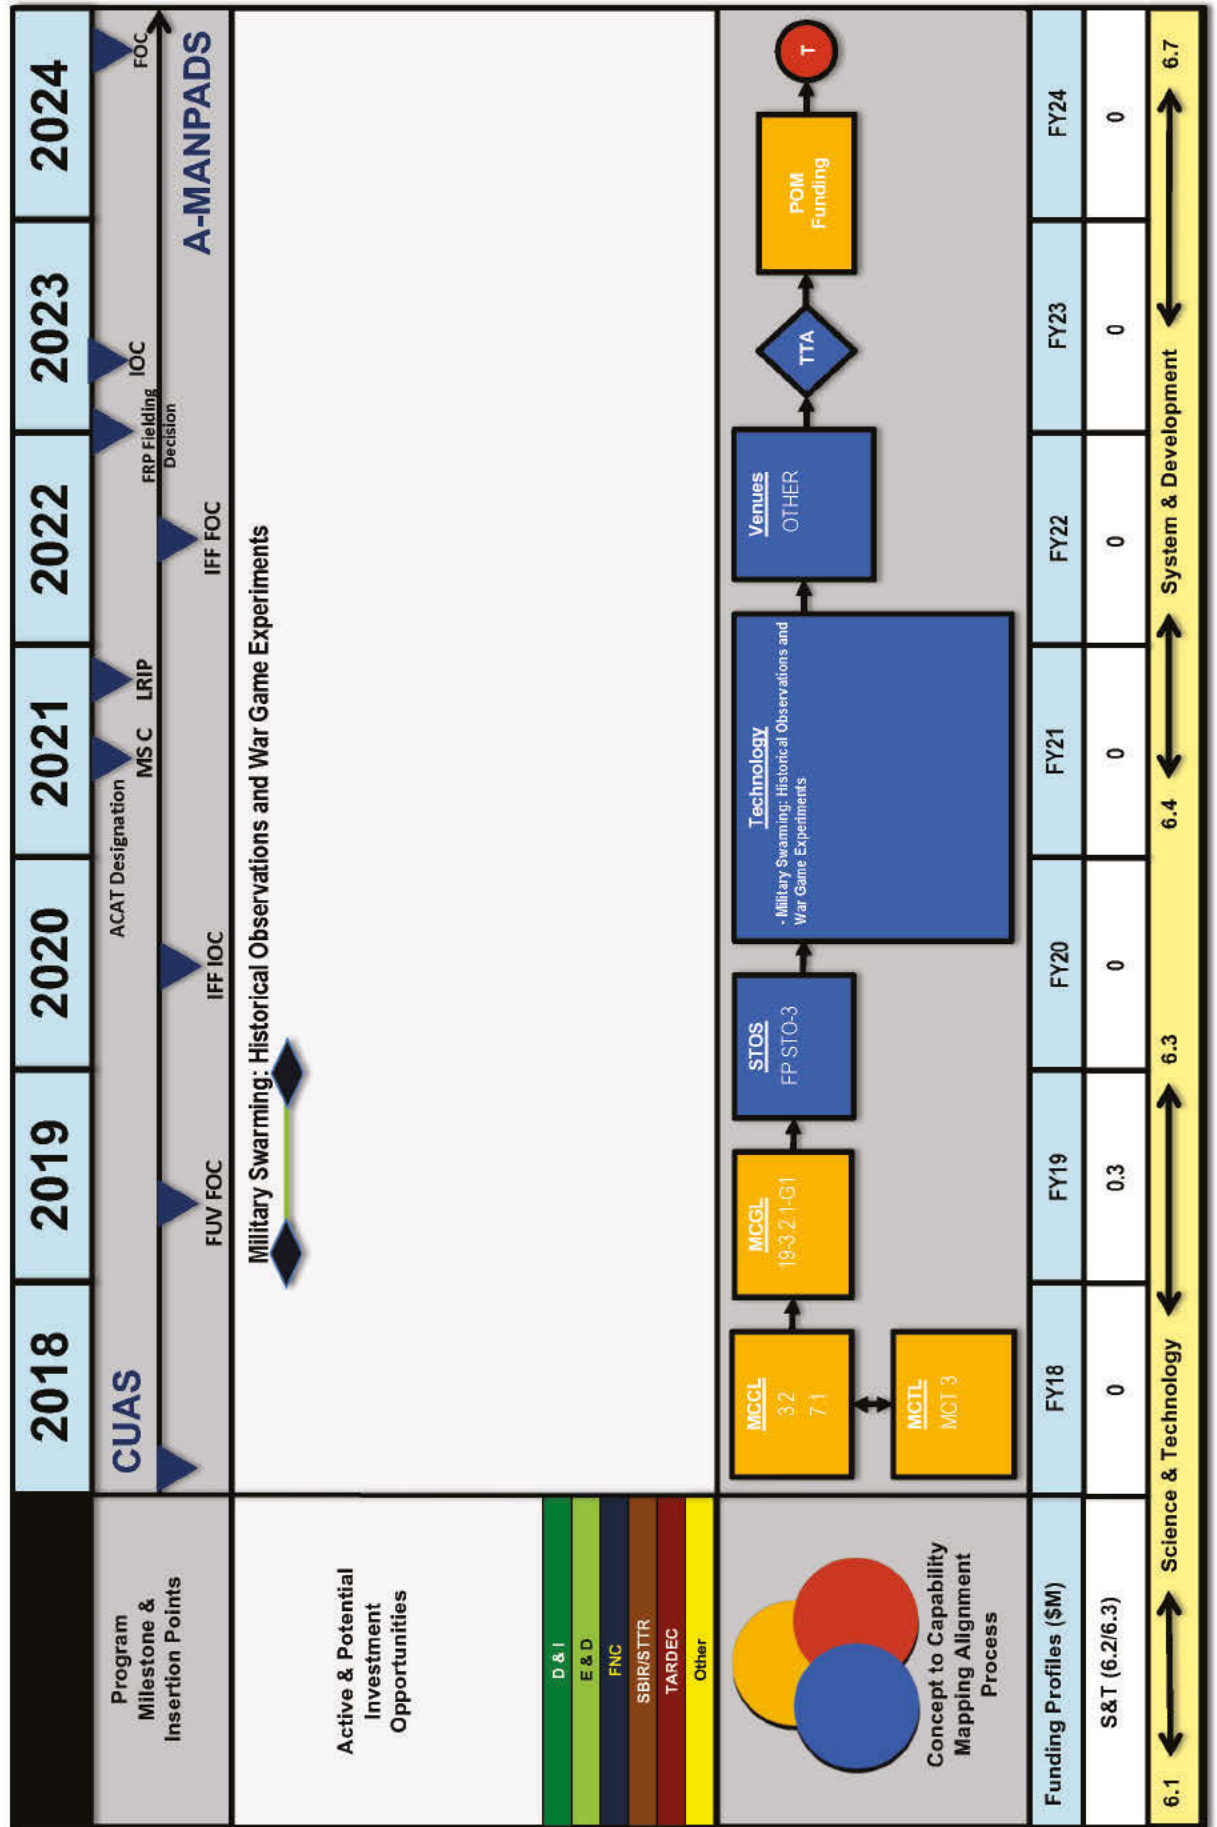 2018
2019
2020
2021
2022
2023
2024
Program
Milestone &
Insertion Points
CUAS
ACAT Designation
MS C
LRIP
FRP Fielding
Decision
IOC
FOC
FUV FOC
IFF IOC
IFF FOC
A-MANPADS
Active & Potential
Investment
Opportunities
D & I
E & D
FNC
SBIR/STTR
TARDEC
Other
Military Swarming: Historical Observations and War Game Experiments
Concept to Capability
Mapping Alignment
Process
MCCL
3.2
7.1
MCTL
MCT 3
MCGL
19-3.2.1-G1
STOS
FP STO-3
Technology
- Military Swarming: Historical Observations and
War Game Experiments
Venues
OTHER
TTA
POM
Funding
T
Funding Profiles ($M)
FY18
FY19
FY20
FY21
FY22
FY23
FY24
S&T (6.2/6.3)
0
0.3
0
0
0
0
0
6.1
Science & Technology
6.3
6.4
System & Development
6.7